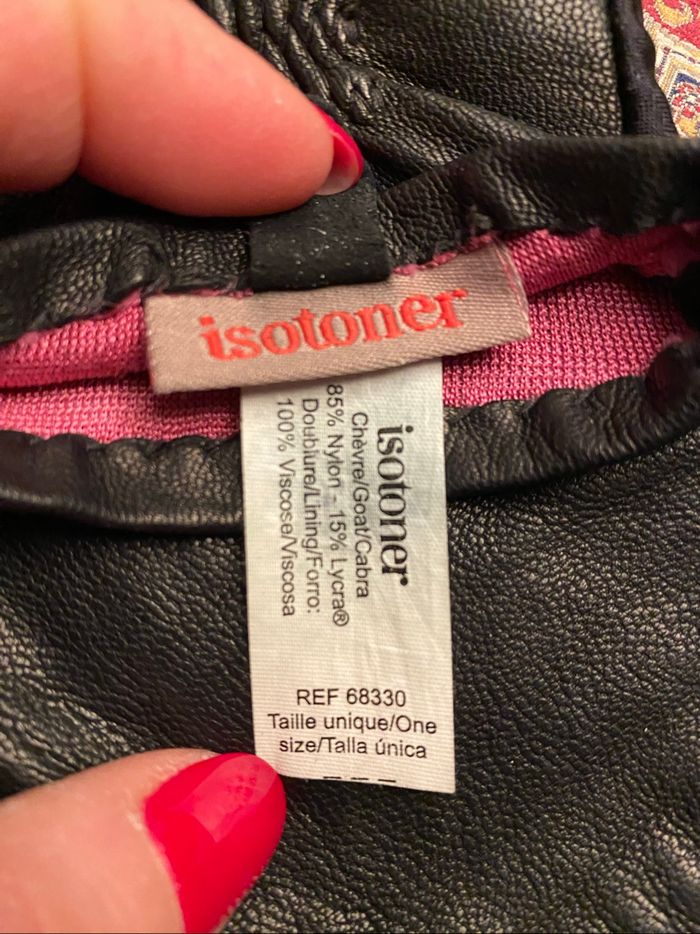 isotoner
isotoner
Chèvre/Goat/Cabra
85% Nylon - 15% Lycra®
Doublure/Lining/Forro:
100% Viscose/Viscosa
REF 68330
Taille unique/One
size/Talla única